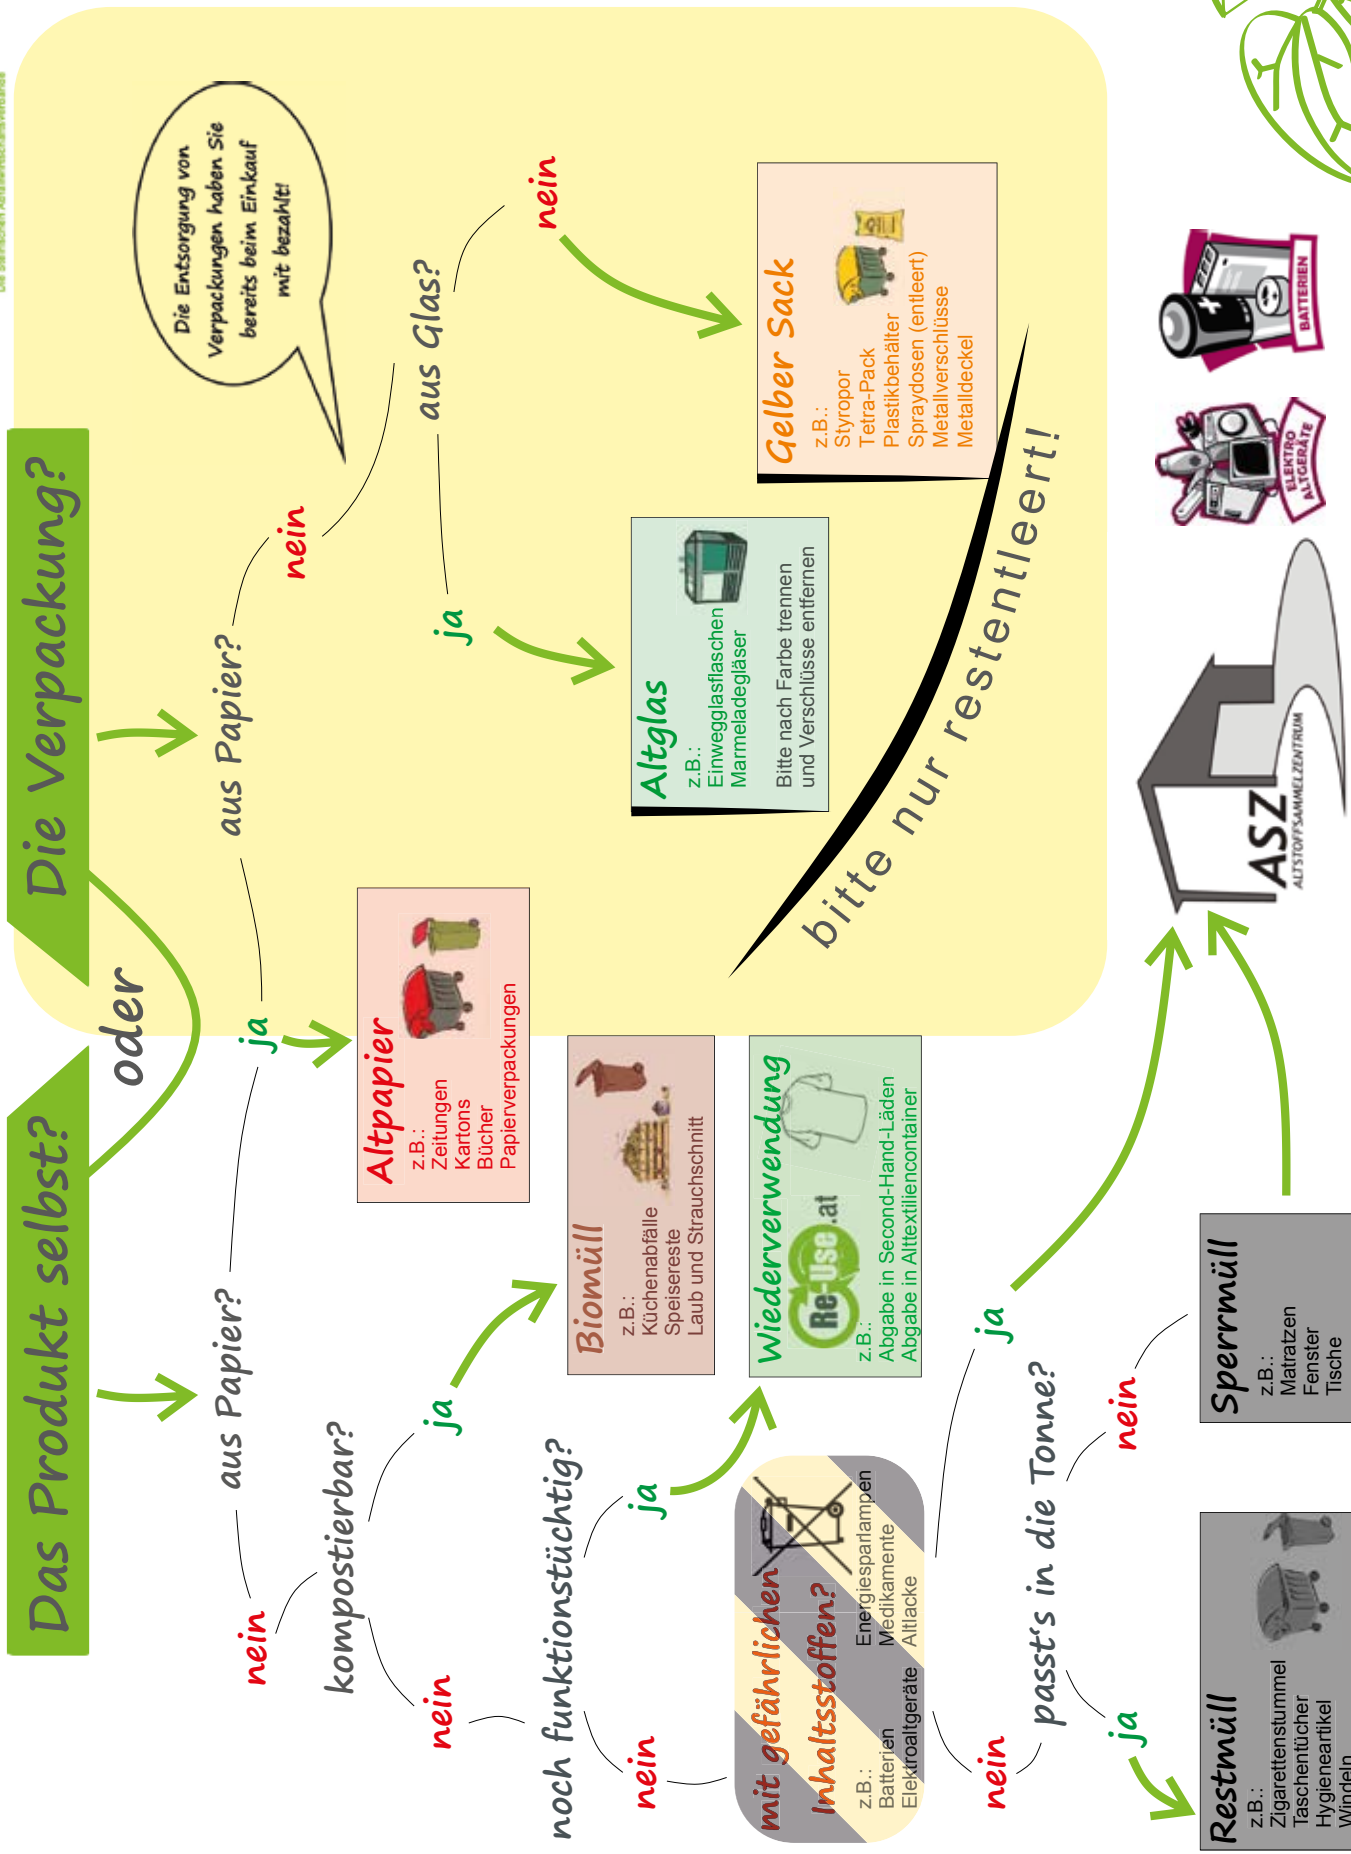 Die Steirischen Abfallwirtschaftsverbände
Das Produkt selbst?
oder
Die Verpackung?
Die Entsorgung von
Verpackungen haben Sie
bereits beim Einkauf
mit bezahlt!
aus Papier?
nein
ja
aus Papier?
nein
kompostierbar?
nein
ja
aus Glas?
ja
nein
Altpapier
z.B.:
Zeitungen
Kartons
Bücher
Papierverpackungen
noch funktionstüchtig?
nein
ja
Biomüll
z.B.:
Küchenabfälle
Speisereste
Laub und Strauchschnitt
Altglas
z.B.:
Einwegglasflaschen
Marmeladegläser
Bitte nach Farbe trennen
und Verschlüsse entfernen
Gelber Sack
z.B.:
Styropor
Tetra-Pack
Plastikbehälter
Spraydosen (entleert)
Metallverschlüsse
Metalldeckel
bitte nur restentleert!
mit gefährlichen
Inhaltsstoffen?
z.B.:
Batterien
Elektroaltgeräte
Energiesparlampen
Medikamente
Altlacke
Wiederverwendung
Re-Use.at
z.B.:
Abgabe in Second-Hand-Läden
Abgabe in Alttextiliencontainer
nein
ja
passt's in die Tonne?
ja
nein
Restmüll
z.B.:
Zigarettenstummel
Taschentücher
Hygieneartikel
Windeln
Sperrmüll
z.B.:
Matratzen
Fenster
Tische
ASZ
ALTSTOFFSAMMELZENTRUM
ELEKTRO
ALTGERÄTE
BATTERIEN